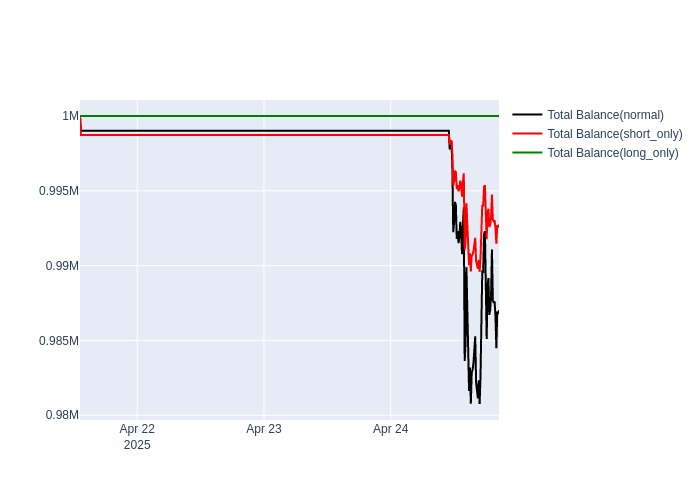 1M
0.995M
0.99M
0.985M
0.98M
Apr 22
2025
Apr 23
Apr 24
Total Balance(normal)
Total Balance(short_only)
Total Balance(long_only)